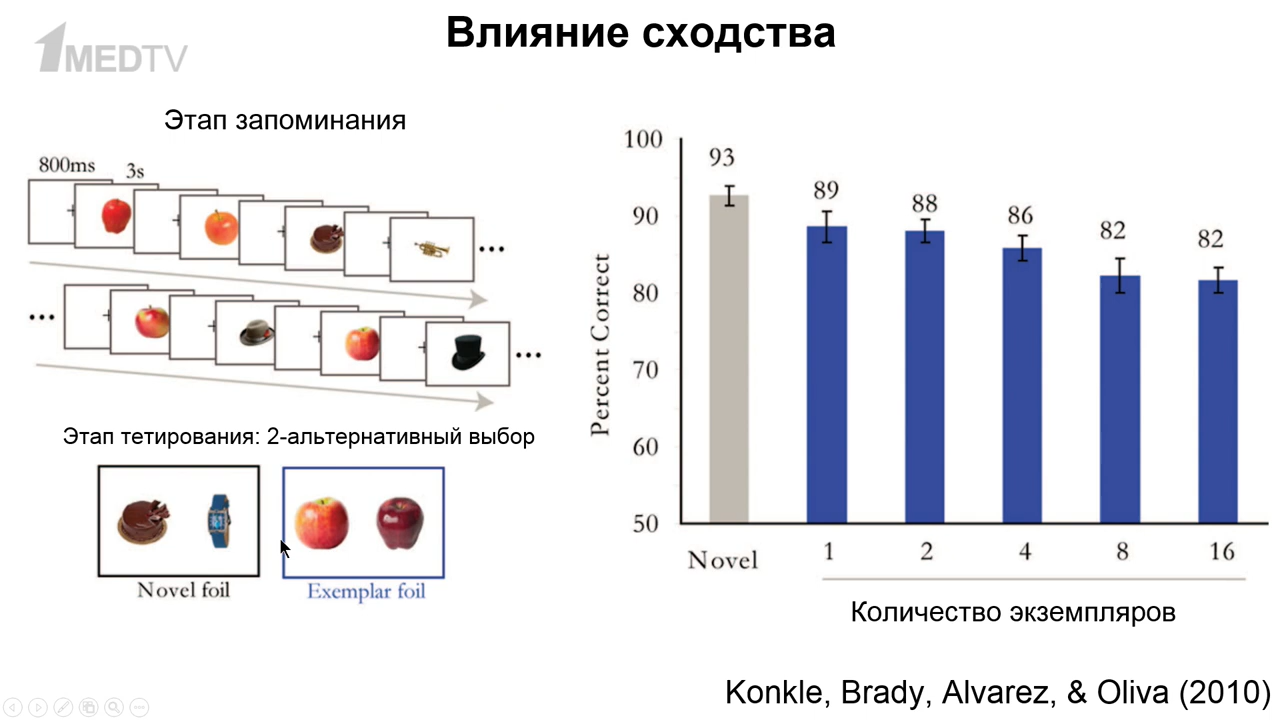 1MEDTV
Влияние сходства
Этап запоминания
800ms
3s
...
...
...
Этап тетирования: 2-альтернативный выбор
Novel foil
Exemplar foil
Percent Correct
100
90
80
70
60
50
93
89
88
86
82
82
Novel
1
2
4
8
16
Количество экземпляров
Konkle, Brady, Alvarez, & Oliva (2010)